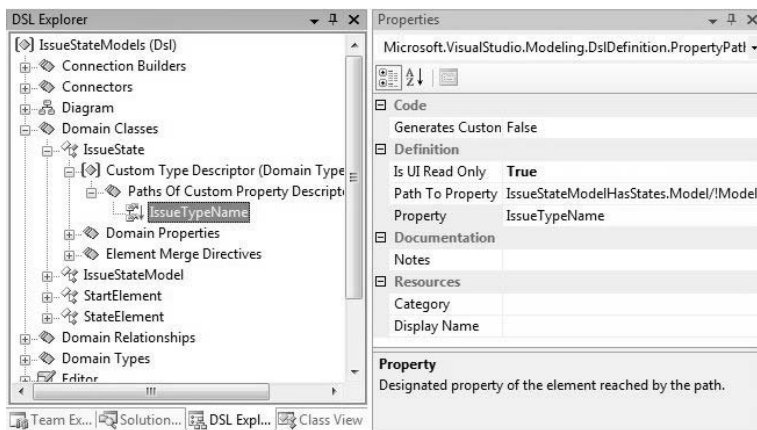 DSL Explorer
IssueStateModels (Dsl)
Connection Builders
Connectors
Diagram
Domain Classes
IssueState
Custom Type Descriptor (Domain Type
Paths Of Custom Property Descript
IssueTypeName
Domain Properties
Element Merge Directives
IssueStateModel
StartElement
StateElement
Domain Relationships
Domain Types
Editor
Team Ex... Solution... DSL Expl... Class View
Properties
Microsoft.VisualStudio.Modeling.DslDefinition.PropertyPatl
Code
Generates Custon False
Definition
Is UI Read Only True
Path To Property IssueStateModelHasStates.Model/!Model
Property IssueTypeName
Documentation
Notes
Resources
Category
Display Name
Property
Designated property of the element reached by the path.